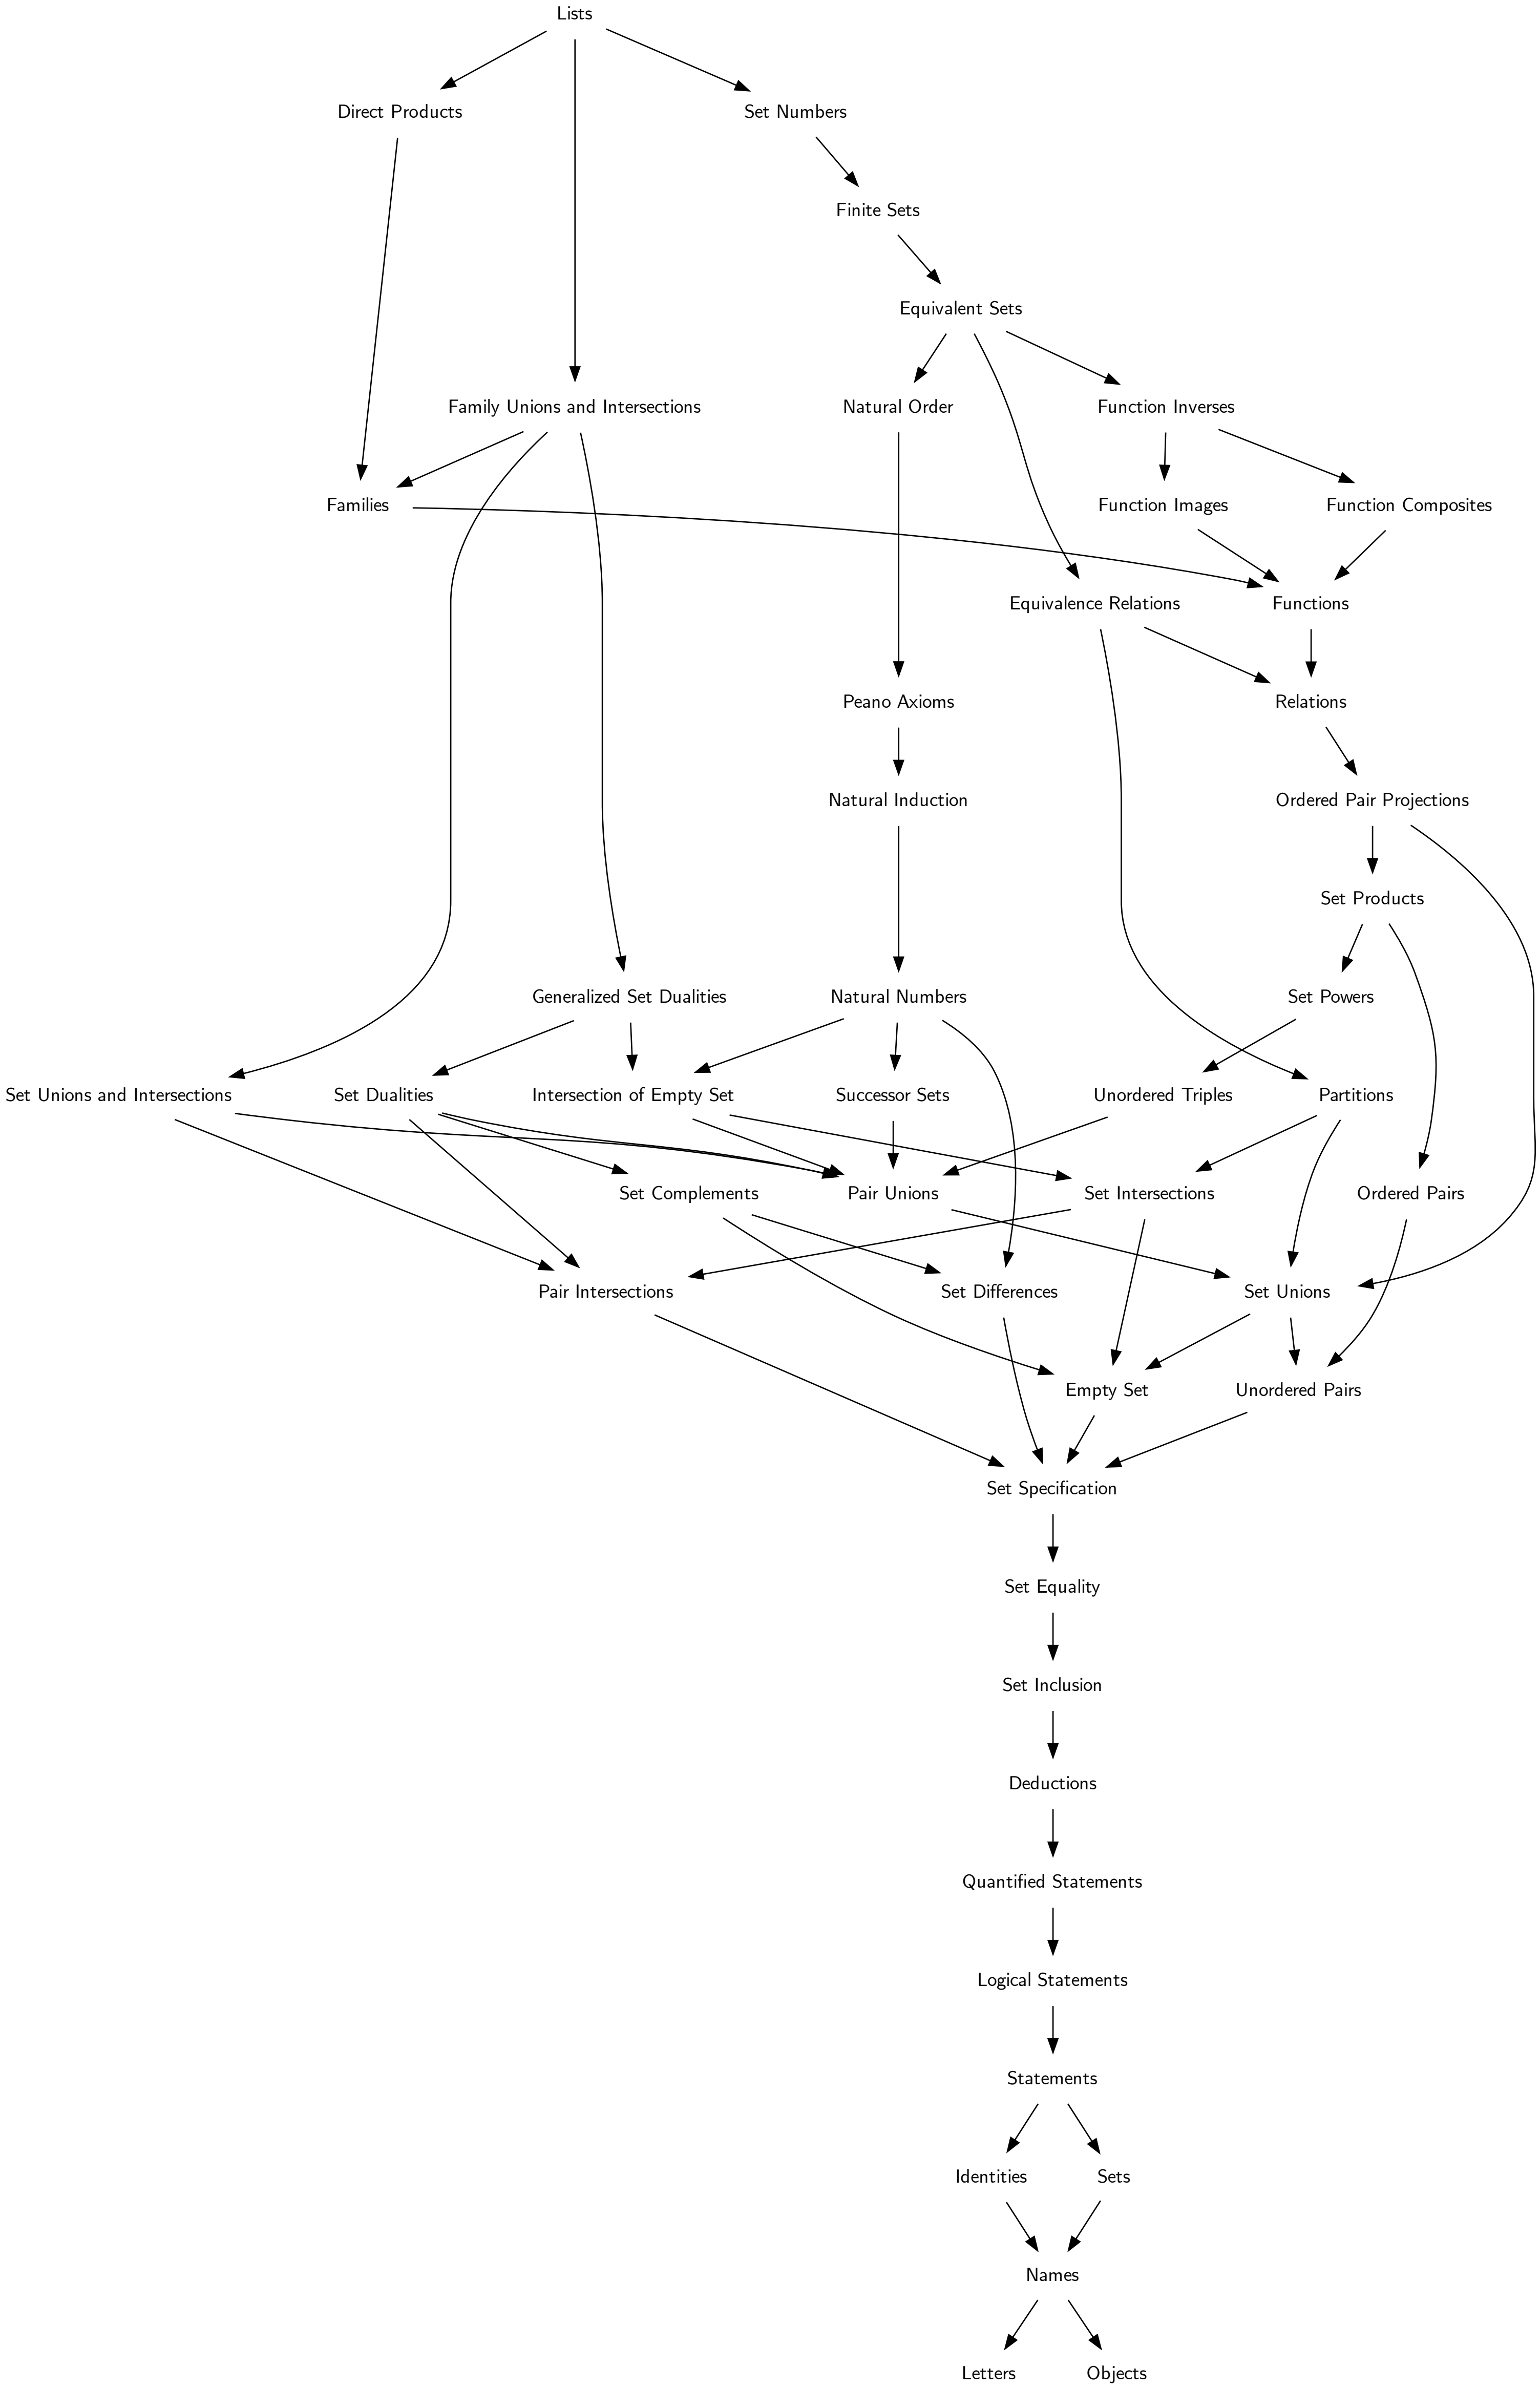 Lists
Direct Products
Set Numbers
Finite Sets
Equivalent Sets
Family Unions and Intersections
Natural Order
Function Inverses
Families
Function Images
Function Composites
Equivalence Relations
Functions
Peano Axioms
Relations
Natural Induction
Ordered Pair Projections
Set Products
Generalized Set Dualities
Natural Numbers
Set Powers
Set Unions and Intersections
Set Dualities
Intersection of Empty Set
Successor Sets
Unordered Triples
Partitions
Set Complements
Pair Unions
Set Intersections
Ordered Pairs
Pair Intersections
Set Differences
Set Unions
Empty Set
Unordered Pairs
Set Specification
Set Equality
Set Inclusion
Deductions
Quantified Statements
Logical Statements
Statements
Identities
Sets
Names
Letters
Objects